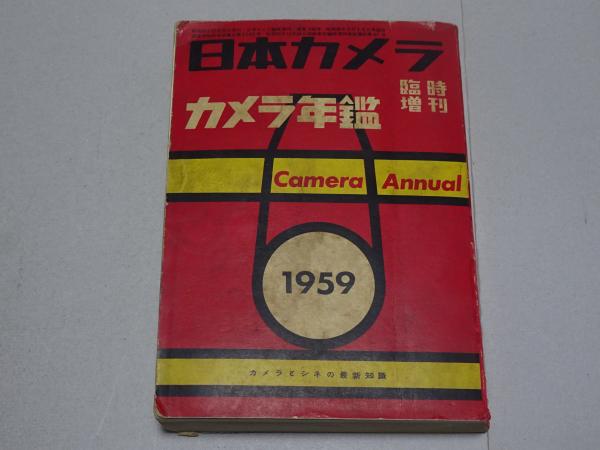 日本カメラ
臨時増刊
カメラ年鑑
Camera Annual
1959
カメラとシネの最新知識